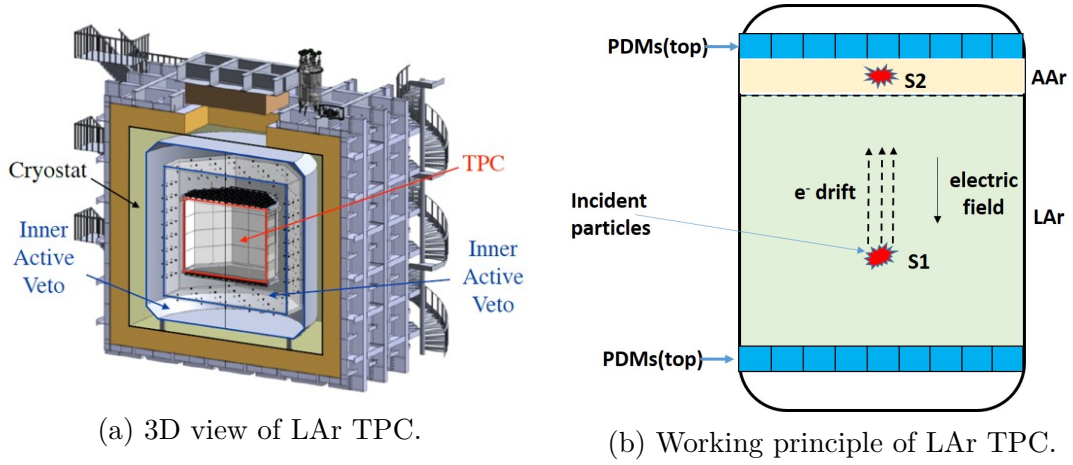 Cryostat
TPC
Inner
Active
Veto
Inner
Active
Veto
(a) 3D view of LAr TPC.
PDMs(top)
S2
AAr
e- drift
electric
field
Incident
particles
LAr
S1
PDMs(top)
(b) Working principle of LAr TPC.